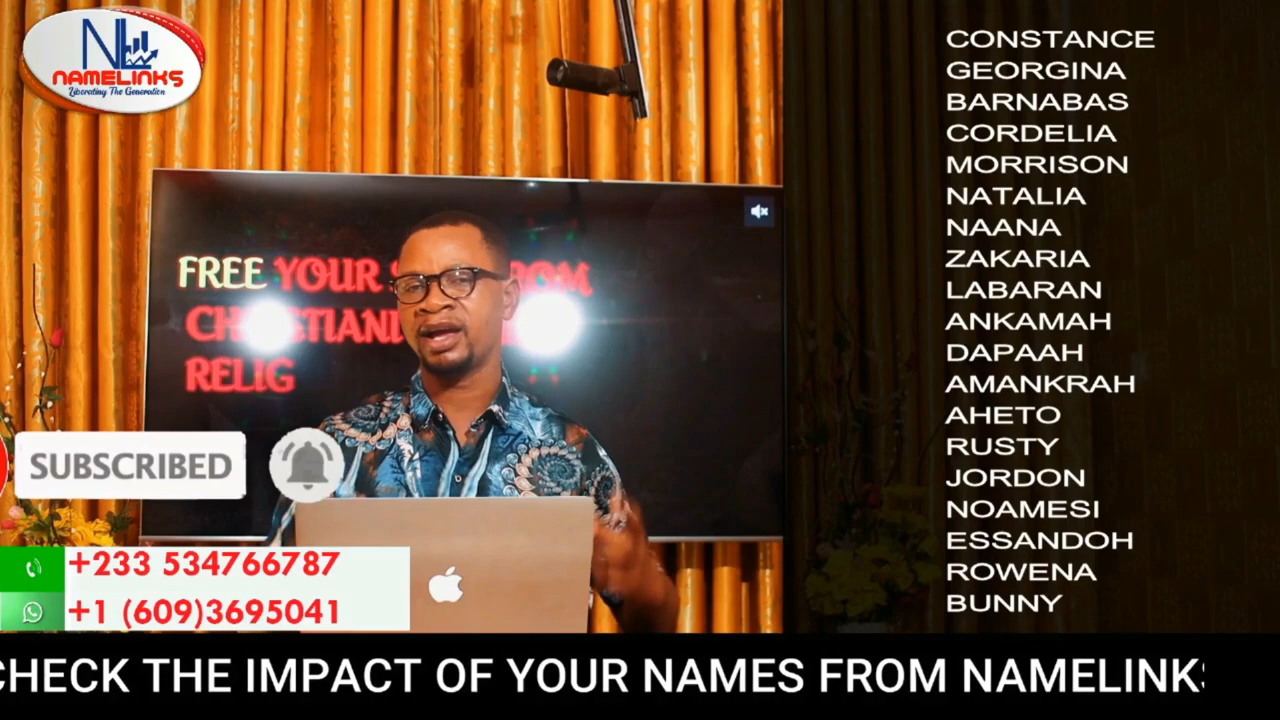 NL
NAMELINKS
Liberating The Generation
FREE YOUR
CH
STIANI
RELIG
SUBSCRIBED
+233 534766787
+1 (609)3695041
CONSTANCE
GEORGINA
BARNABAS
CORDELIA
MORRISON
NATALIA
NAANA
ZAKARIA
LABARAN
ANKAMAH
DAPAAH
AMANKRAH
AHETO
RUSTY
JORDON
NOAMESI
ESSANDOH
ROWENA
BUNNY
CHECK THE IMPACT OF YOUR NAMES FROM NAMELINKS